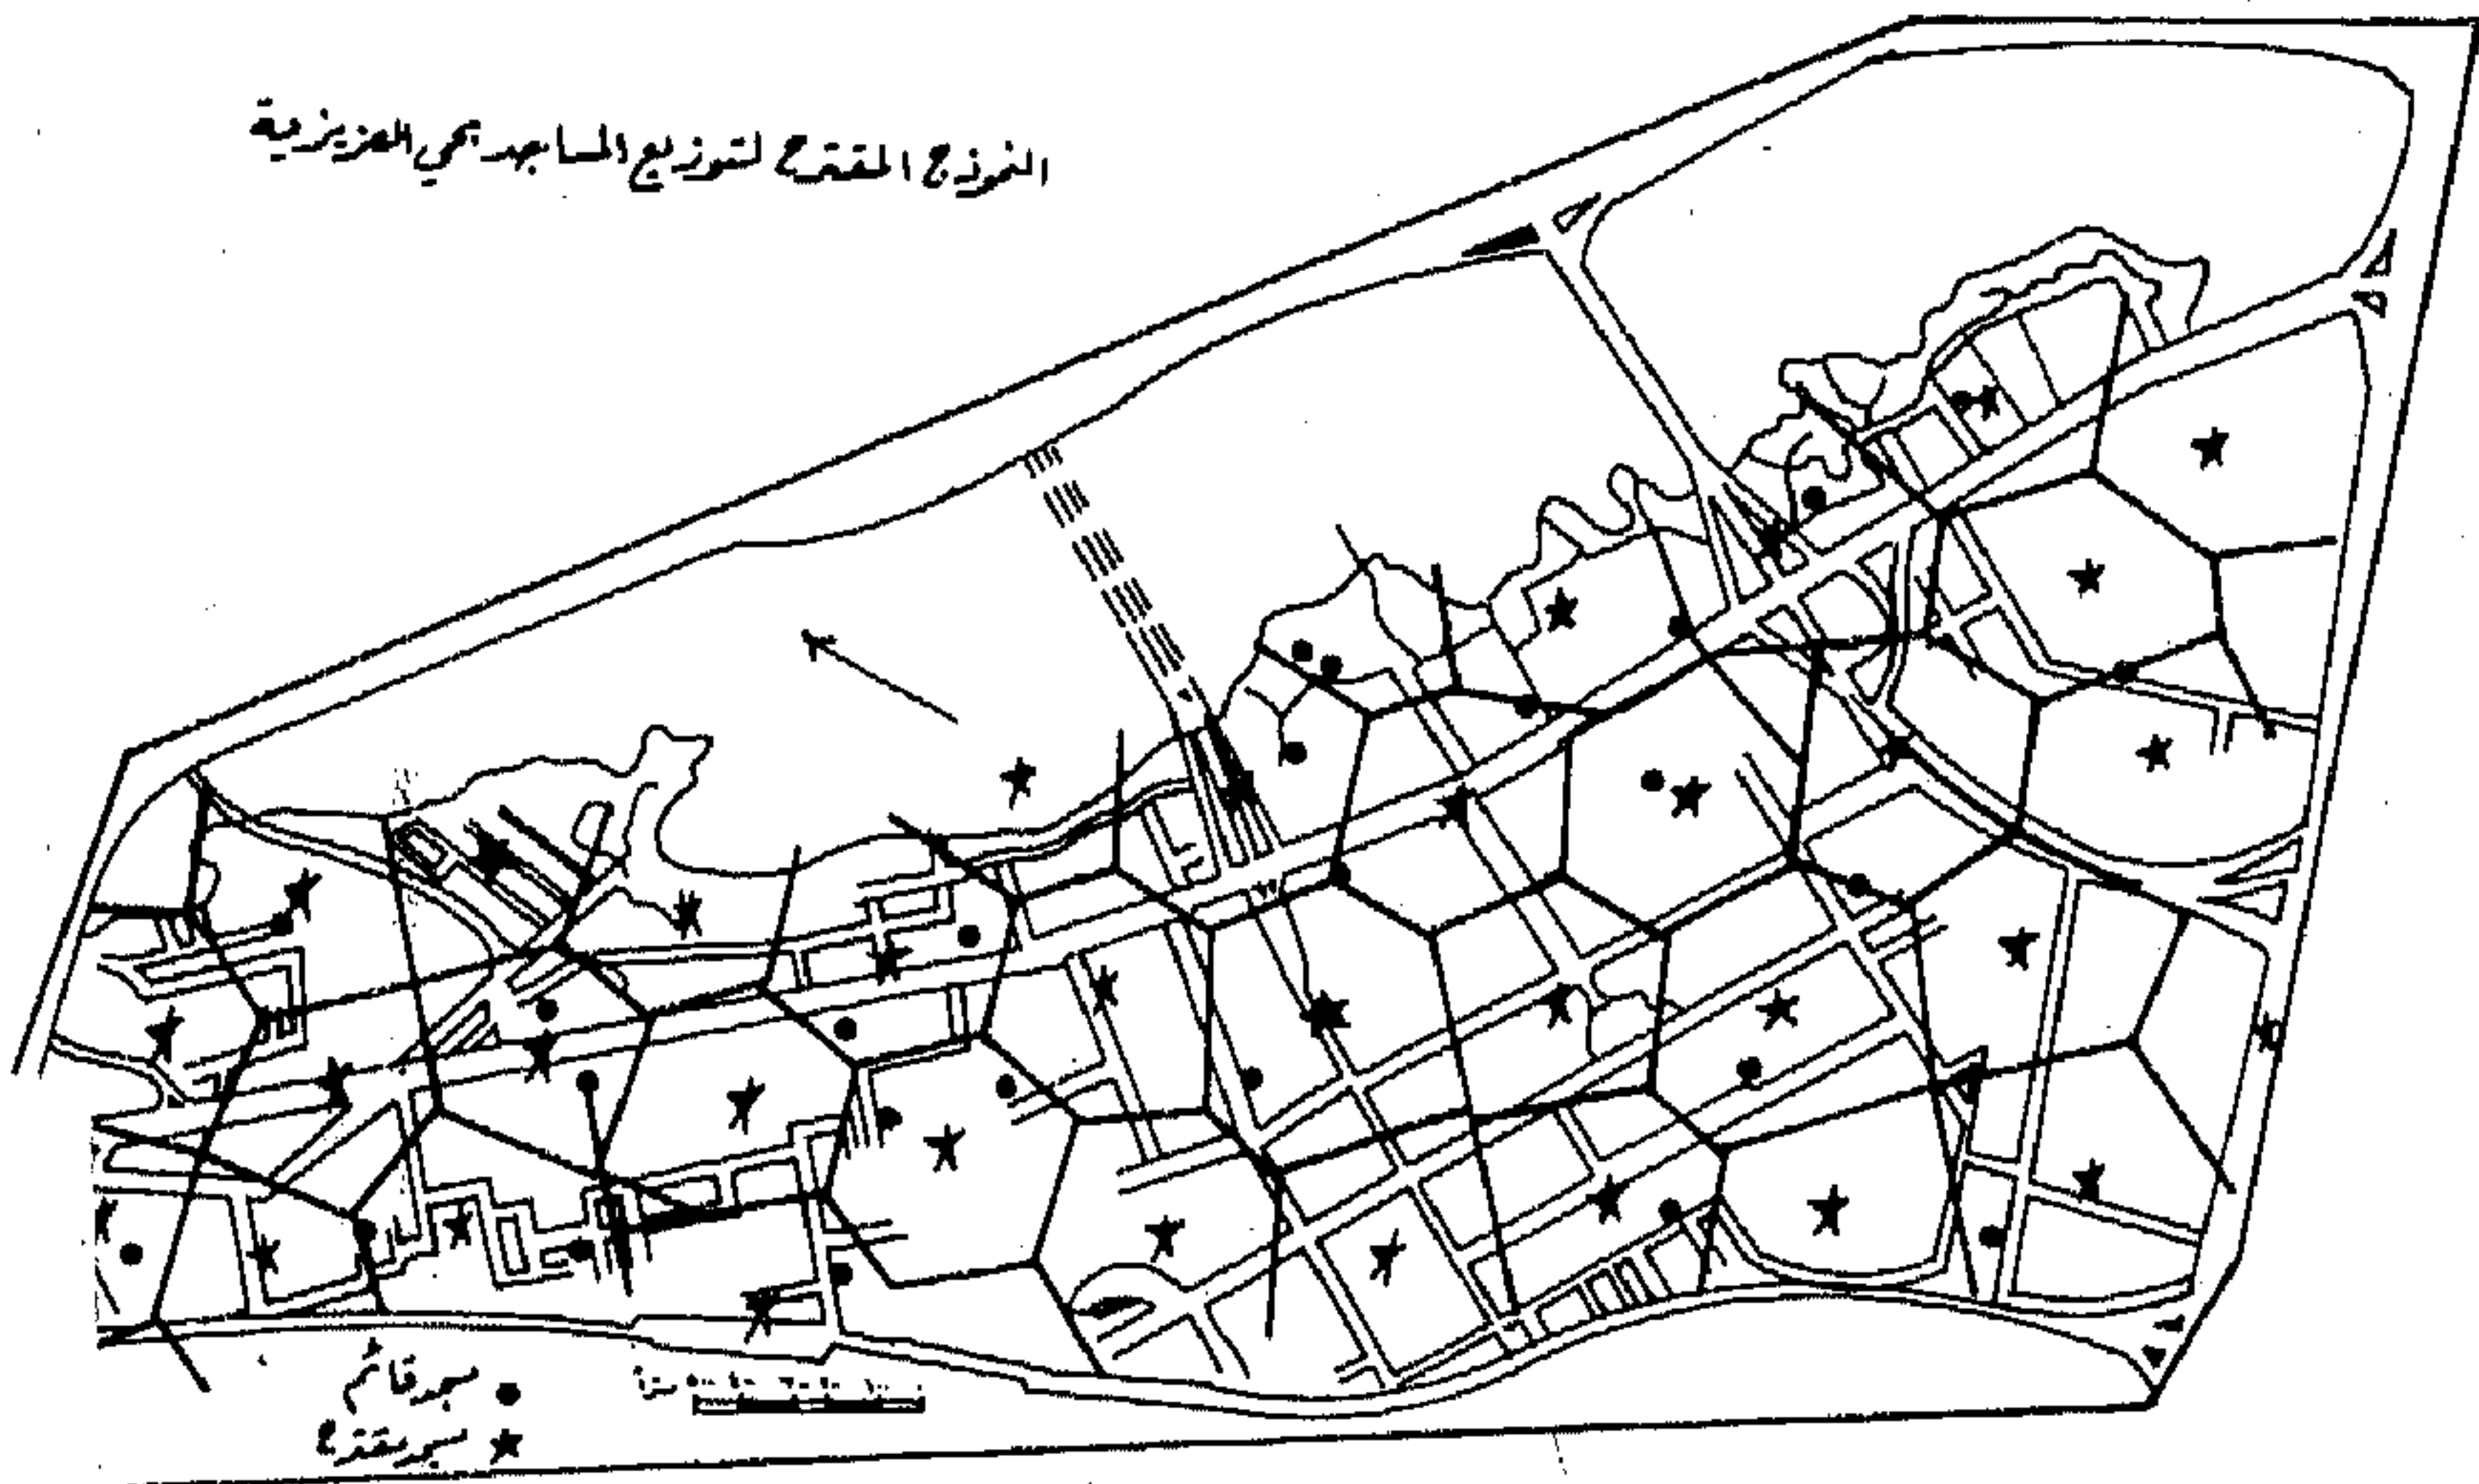 النموذج المقترح لتوزيع المساجد بحي العزيزية
مسجد قائم
مسجد مقترح